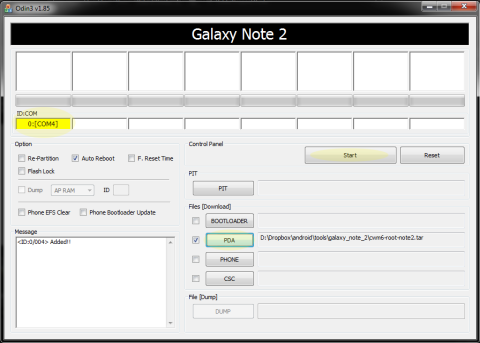 Odin3 v1.85
Galaxy Note 2
ID:COM
0:[COM4]
Option
Re-Partition Auto Reboot F. Reset Time
Flash Lock
Dump AP RAM ID
Phone EFS Clear Phone Bootloader Update
Message
<ID:0/004> Added!!
Control Panel
Start Reset
PIT
PIT
Files [Download]
BOOTLOADER
PDA D:\Dropbox\android\tools\galaxy_note_2\cwm6-root-note2.tar
PHONE
CSC
File [Dump]
DUMP